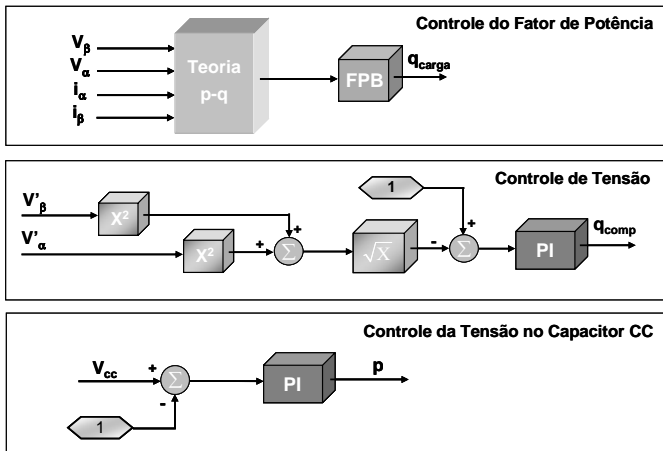 Controle do Fator de Potência
Vβ
Vα
iα
iβ
Teoria
p-q
FPB
qcarga
Controle de Tensão
V'β
X²
V'α
X²
+
+
Σ
√X
1
+
-
Σ
PI
qcomp
Controle da Tensão no Capacitor CC
Vcc
+
Σ
-
1
PI
p